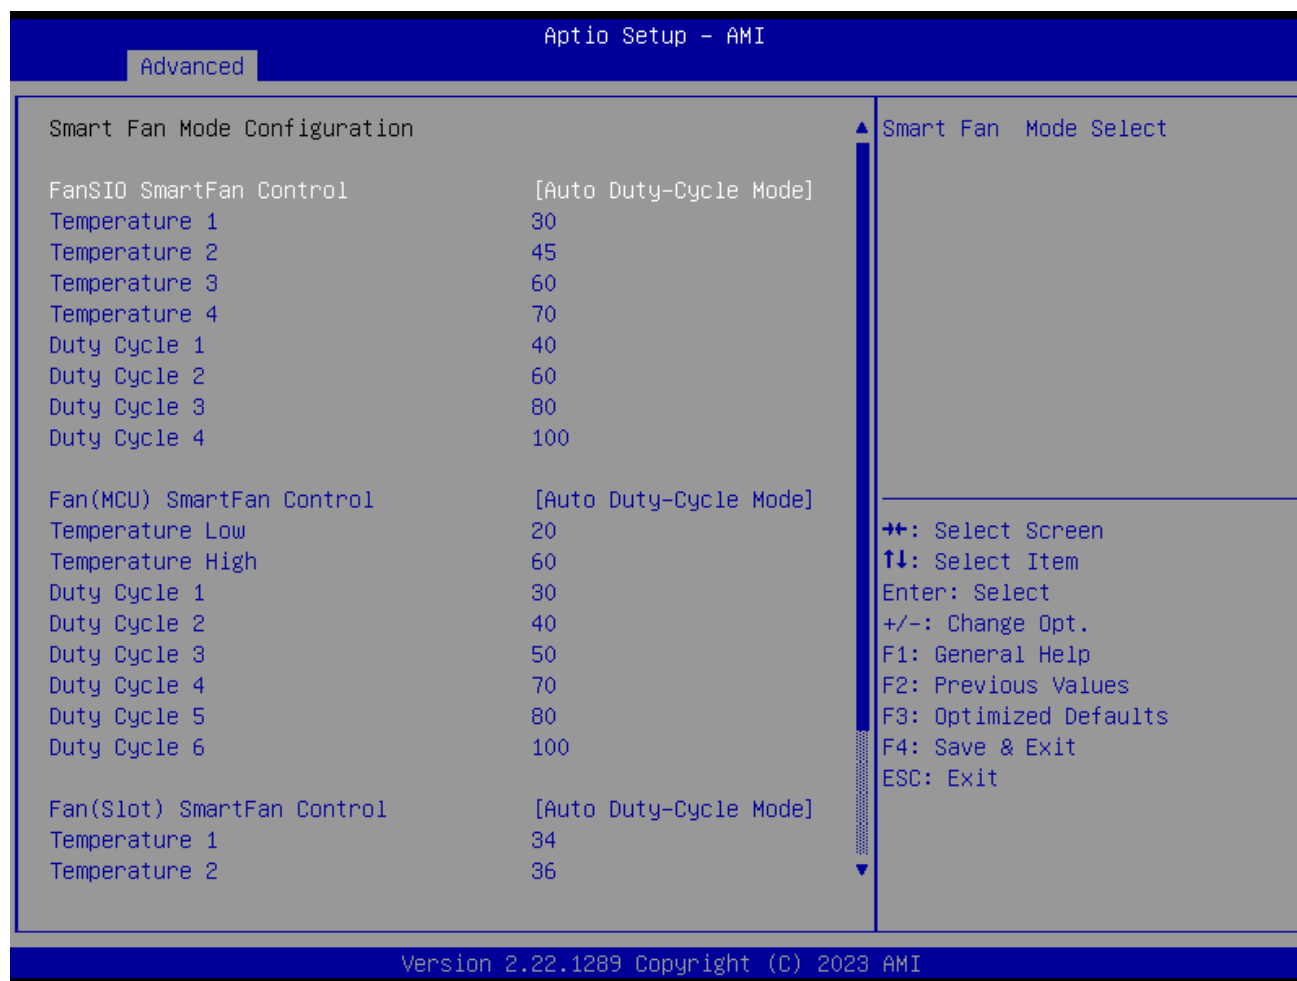 Aptio Setup – AMI
Advanced
Smart Fan Mode Configuration
FanSIO SmartFan Control [Auto Duty-Cycle Mode]
Temperature 1 30
Temperature 2 45
Temperature 3 60
Temperature 4 70
Duty Cycle 1 40
Duty Cycle 2 60
Duty Cycle 3 80
Duty Cycle 4 100
Fan(MCU) SmartFan Control [Auto Duty-Cycle Mode]
Temperature Low 20
Temperature High 60
Duty Cycle 1 30
Duty Cycle 2 40
Duty Cycle 3 50
Duty Cycle 4 70
Duty Cycle 5 80
Duty Cycle 6 100
Fan(Slot) SmartFan Control [Auto Duty-Cycle Mode]
Temperature 1 34
Temperature 2 36
Smart Fan  Mode Select
→←: Select Screen
↑↓: Select Item
Enter: Select
+/-: Change Opt.
F1: General Help
F2: Previous Values
F3: Optimized Defaults
F4: Save & Exit
ESC: Exit
Version 2.22.1289 Copyright (C) 2023 AMI